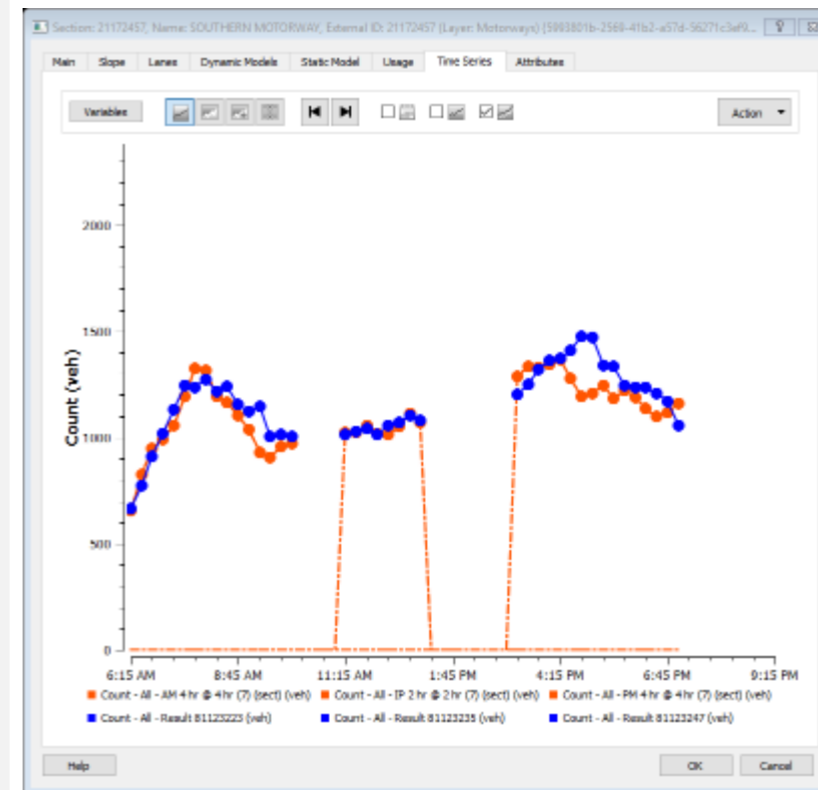 Section: 21172457, Name: SOUTHERN MOTORWAY, External ID: 21172457 (Layer: Motorways) {5993801b-2569-41b2-a57d-56271c3ef9...
Main Slope Lanes Dynamic Models Static Model Usage Time Series Attributes
Variables Action
2000
1500
1000
500
0
Count (veh)
6:15 AM 8:45 AM 11:15 AM 1:45 PM 4:15 PM 6:45 PM 9:15 PM
Count - All - AM 4 hr @ 4 hr (7) (sect) (veh) Count - All - IP 2 hr @ 2 hr (7) (sect) (veh) Count - All - PM 4 hr @ 4 hr (7) (sect) (veh)
Count - All - Result 81123223 (veh) Count - All - Result 81123235 (veh) Count - All - Result 81123247 (veh)
Help OK Cancel